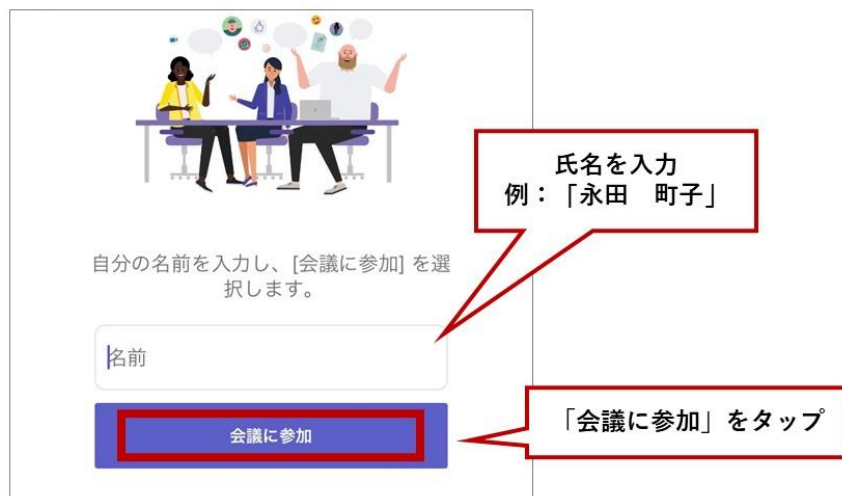 氏名を入力
例：「永田　町子」
自分の名前を入力し、[会議に参加] を選
択します。
名前
会議に参加
「会議に参加」をタップ